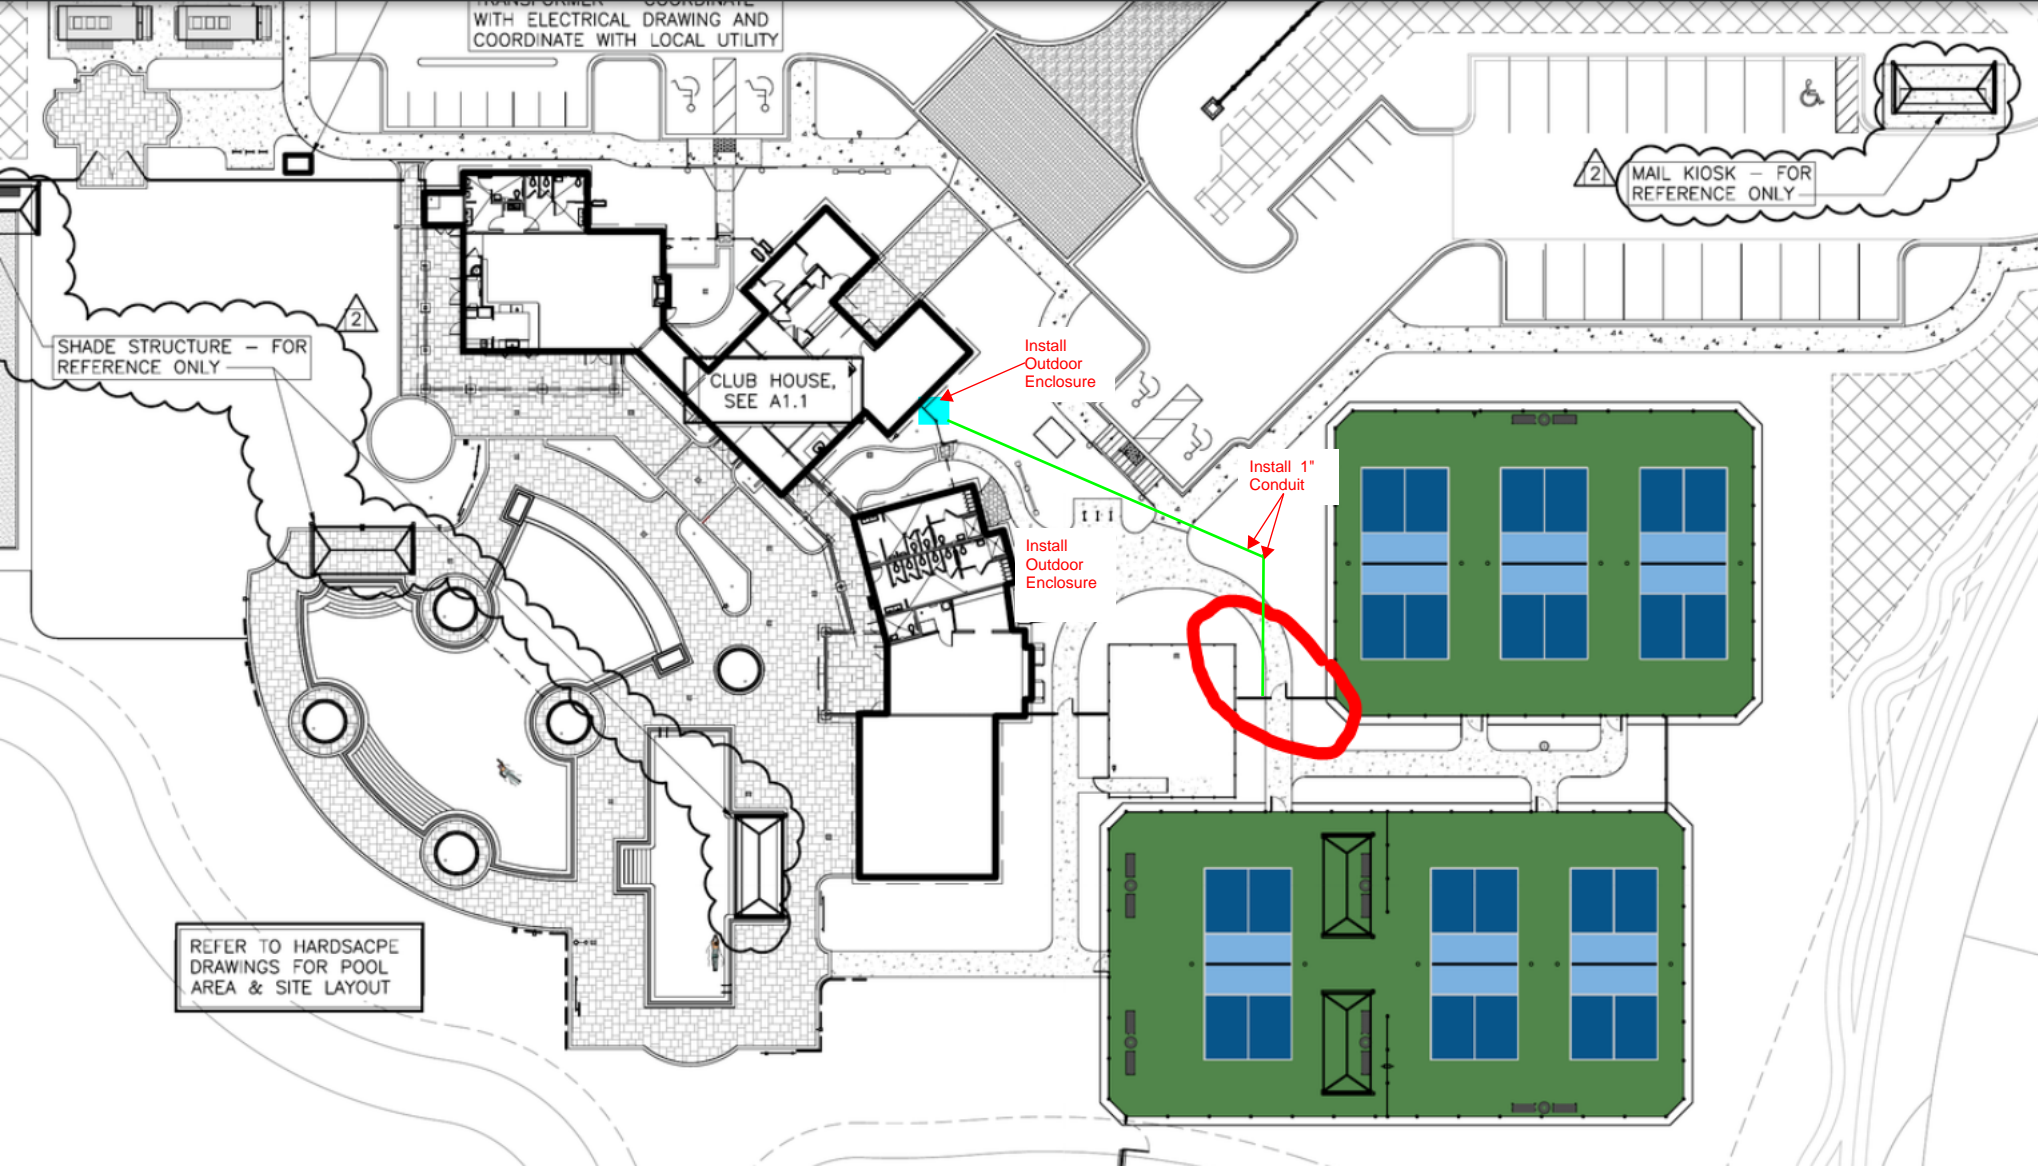 TRANSFORMER - COORDINATE
WITH ELECTRICAL DRAWING AND
COORDINATE WITH LOCAL UTILITY
2
MAIL KIOSK - FOR
REFERENCE ONLY
2
SHADE STRUCTURE - FOR
REFERENCE ONLY
Install
Outdoor
Enclosure
CLUB HOUSE,
SEE A1.1
Install 1"
Conduit
Install
Outdoor
Enclosure
REFER TO HARDSACPE
DRAWINGS FOR POOL
AREA & SITE LAYOUT